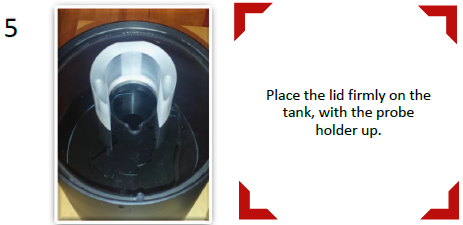 5
Place the lid firmly on the
tank, with the probe
holder up.